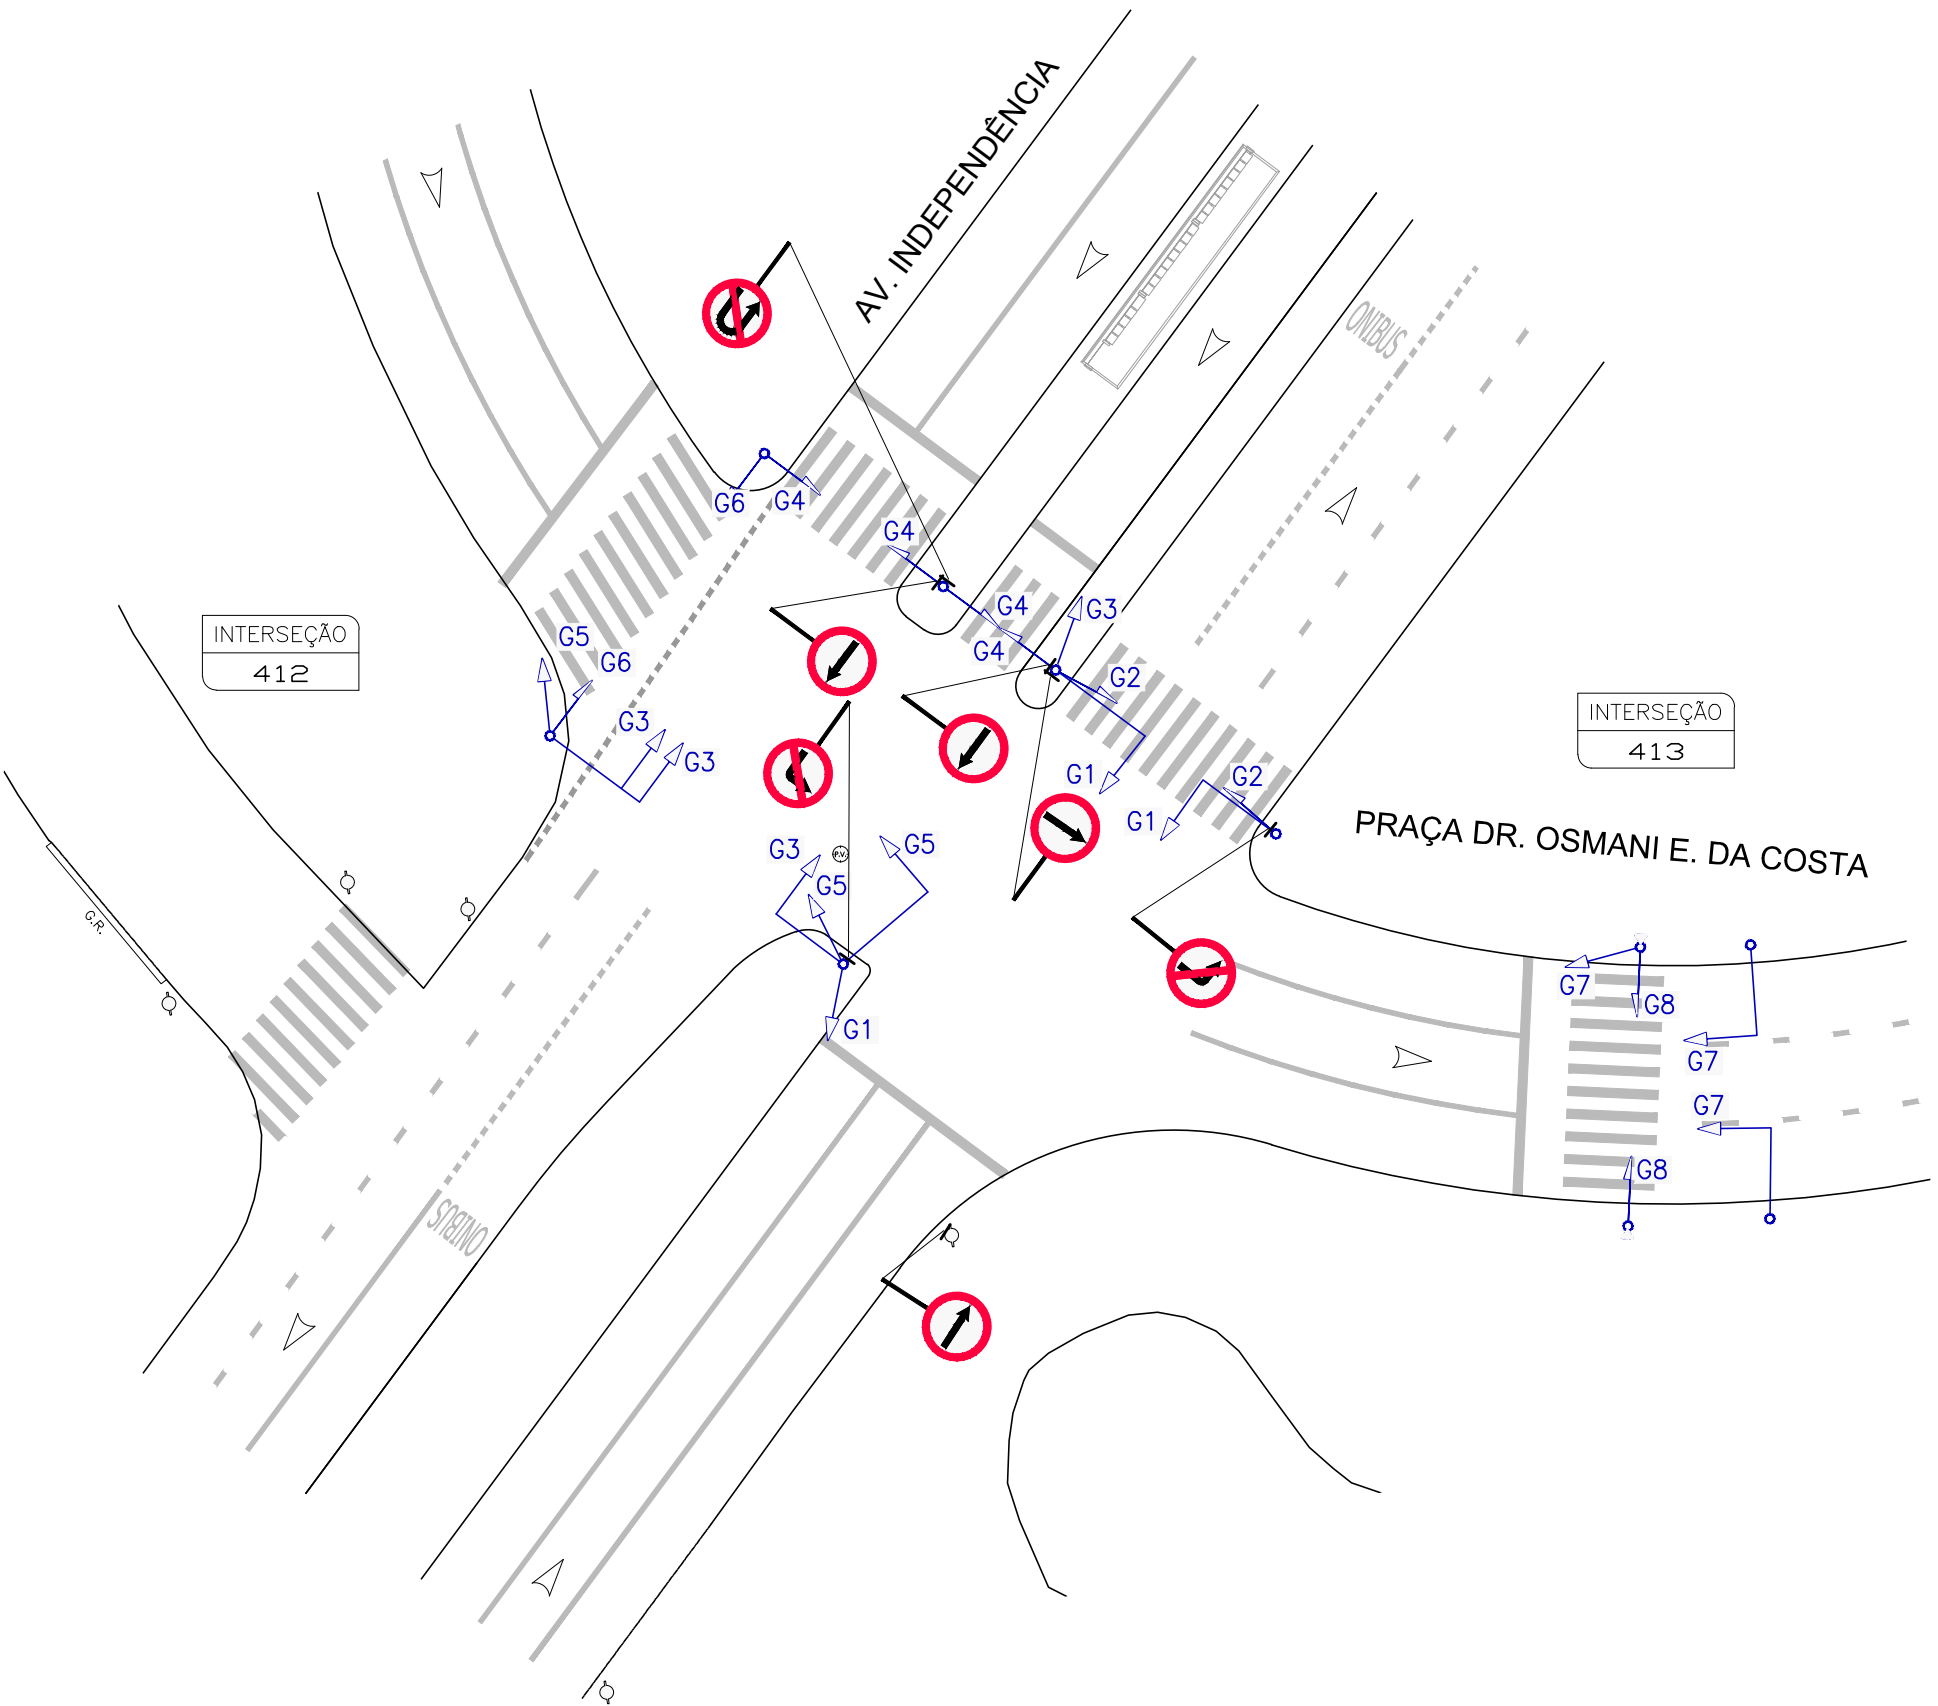 AV. INDEPENDÊNCIA
ONIBUS
G6
G4
G4
INTERSEÇÃO
412
G5
G6
G4
G3
G4
G2
G3
G3
INTERSEÇÃO
413
G1
G2
G1
PRAÇA DR. OSMANI E. DA COSTA
G3
P.V.
G5
G5
G.R.
G1
G7
G8
G7
G7
G8
ONIBUS